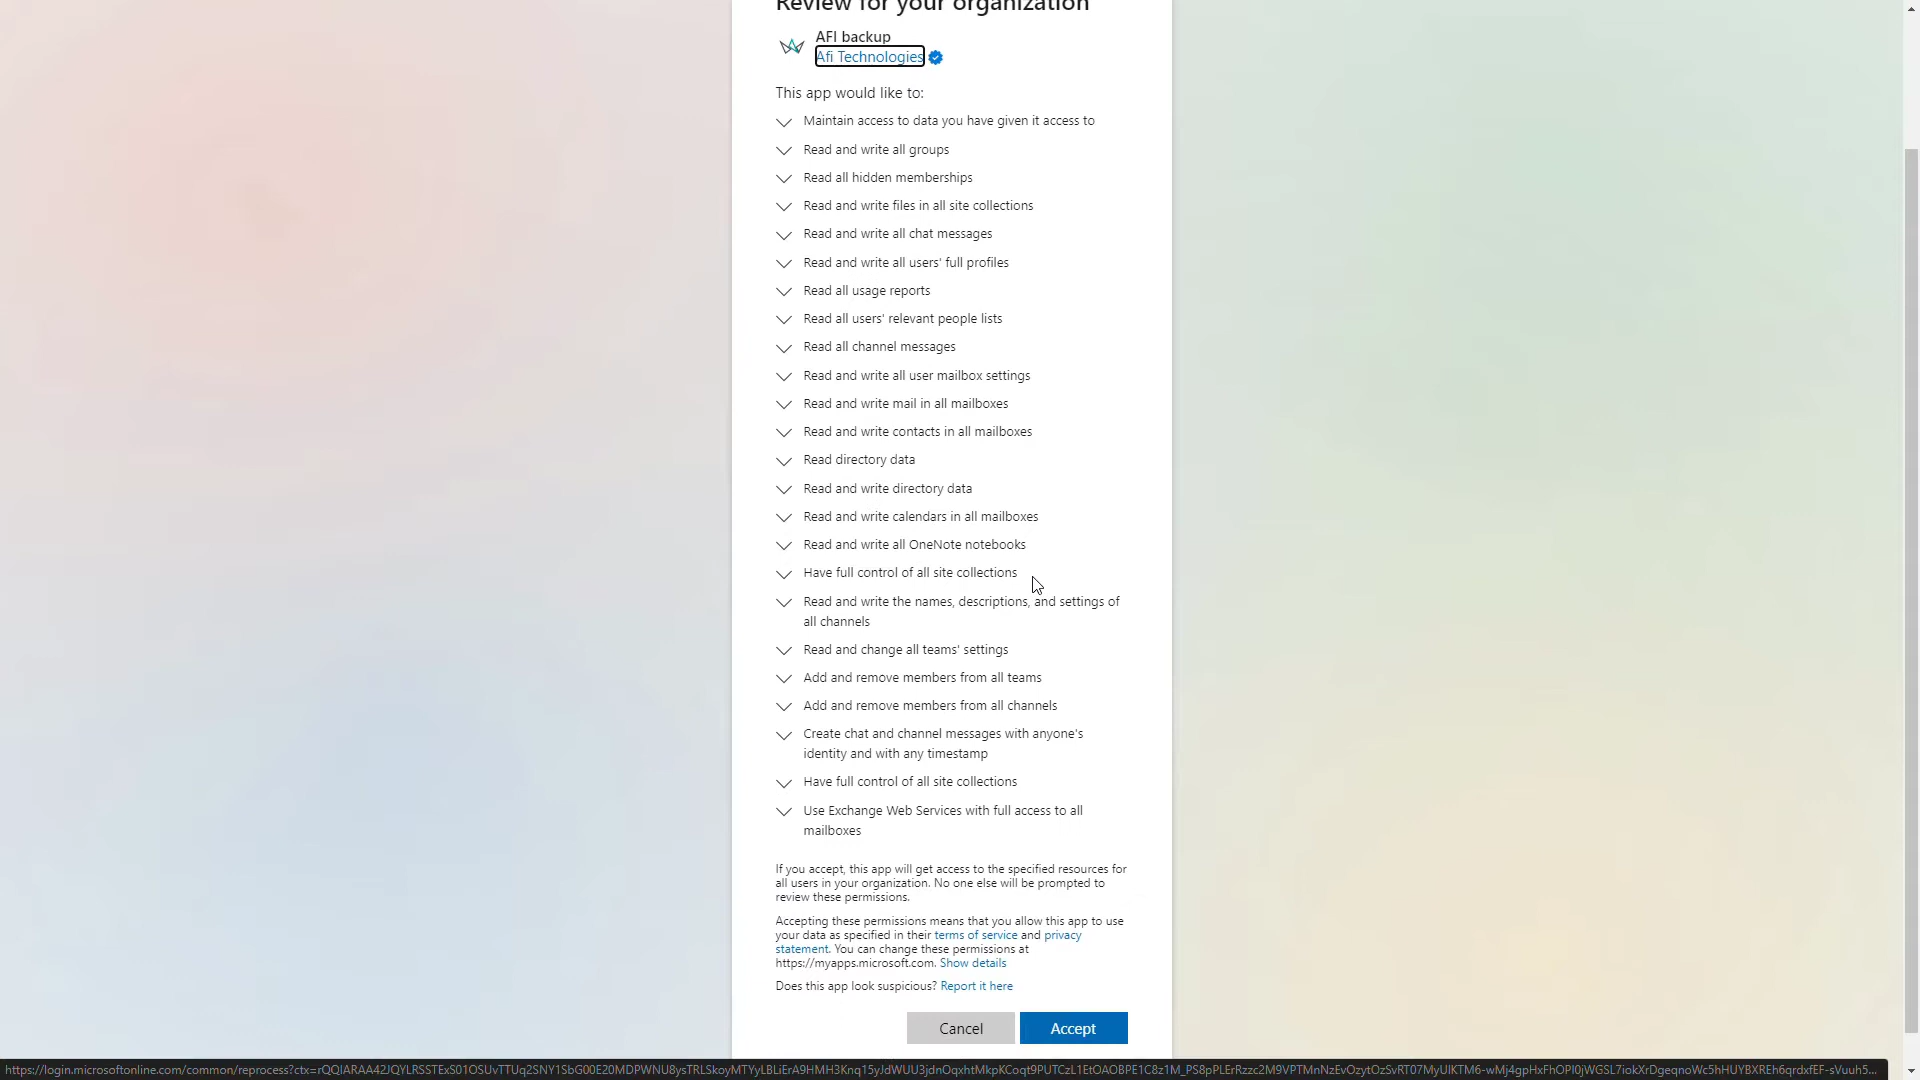 Review for your organization
AFI backup
Afi Technologies
This app would like to:
Maintain access to data you have given it access to
Read and write all groups
Read all hidden memberships
Read and write files in all site collections
Read and write all chat messages
Read and write all users' full profiles
Read all usage reports
Read all users' relevant people lists
Read all channel messages
Read and write all user mailbox settings
Read and write mail in all mailboxes
Read and write contacts in all mailboxes
Read directory data
Read and write directory data
Read and write calendars in all mailboxes
Read and write all OneNote notebooks
Have full control of all site collections
Read and write the names, descriptions, and settings of
all channels
Read and change all teams' settings
Add and remove members from all teams
Add and remove members from all channels
Create chat and channel messages with anyone's
identity and with any timestamp
Have full control of all site collections
Use Exchange Web Services with full access to all
mailboxes
If you accept, this app will get access to the specified resources for
all users in your organization. No one else will be prompted to
review these permissions.
Accepting these permissions means that you allow this app to use
your data as specified in their terms of service and privacy
statement. You can change these permissions at
https://myapps.microsoft.com. Show details
Does this app look suspicious? Report it here
Cancel Accept